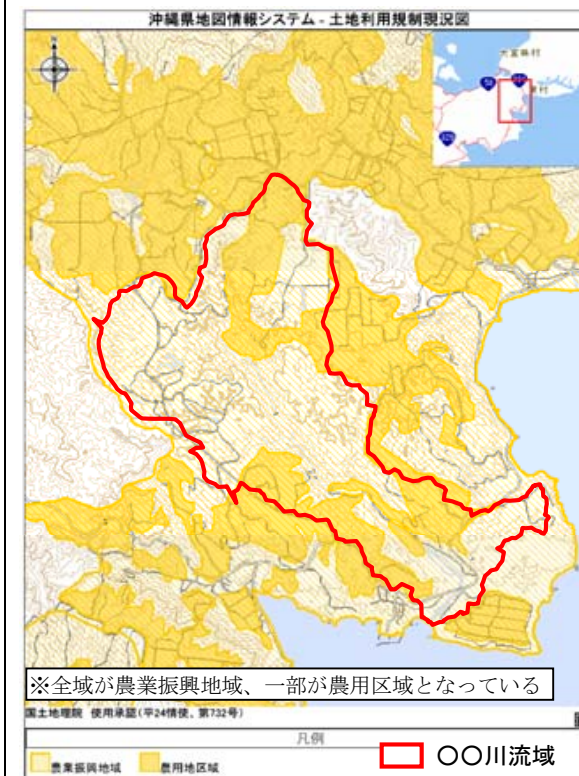 沖縄県地図情報システム - 土地利用規制現況図
N
大宜味村
東村
※全域が農業振興地域、一部が農用区域となっている
国土地理院 使用承認(平24情使、第732号)
凡例
農業振興地域
農用地区域
〇〇川流域